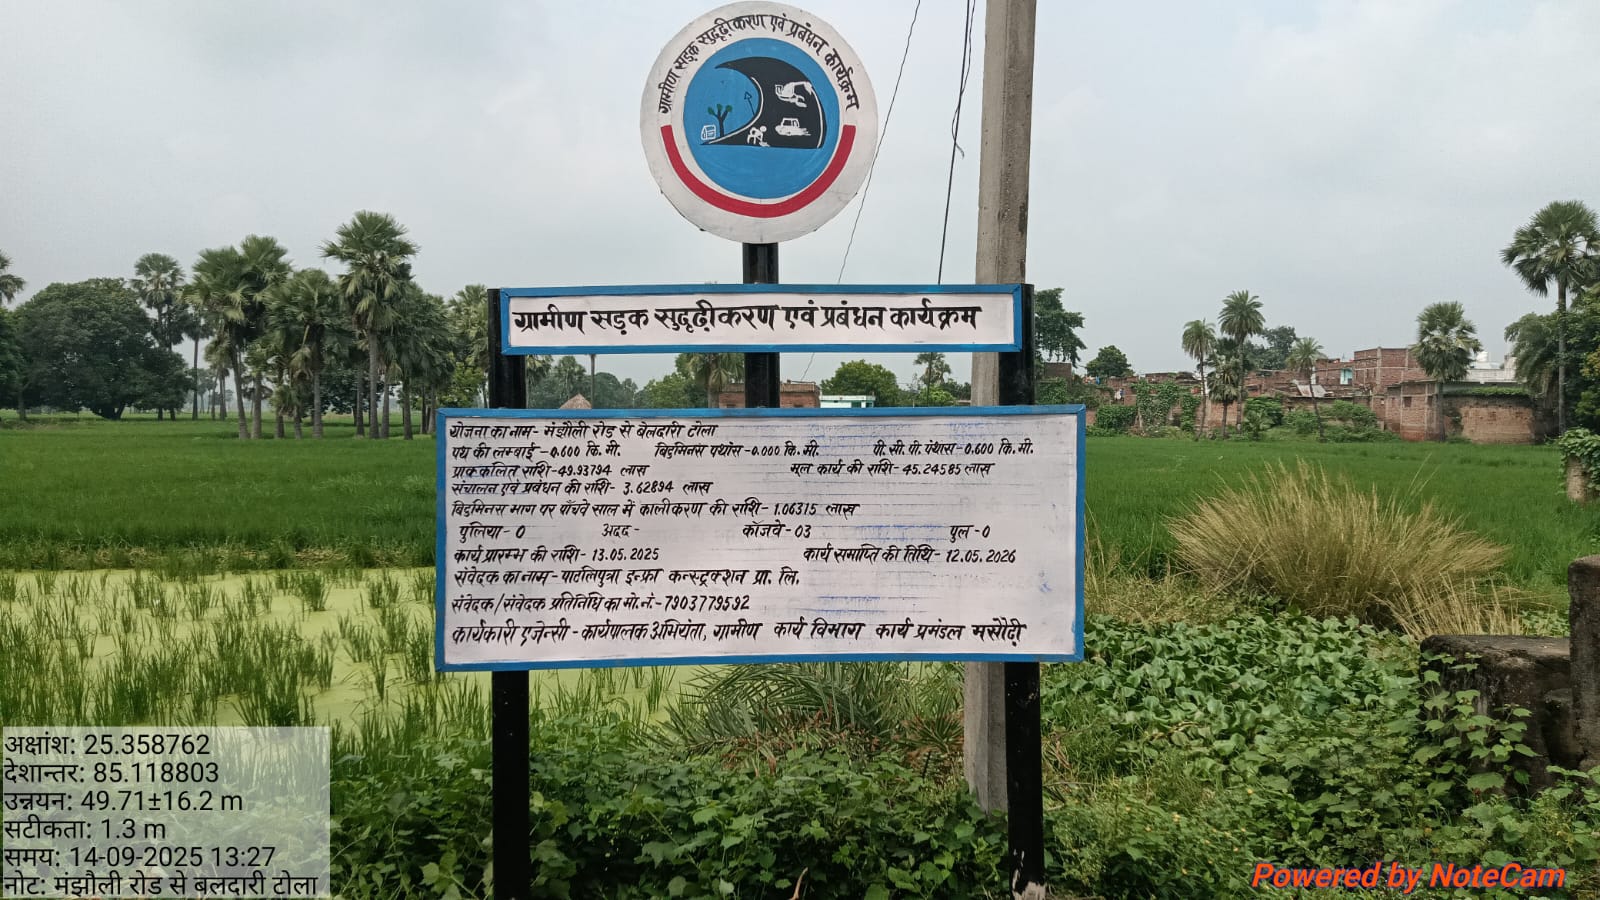 ग्रामीण सड़क सुदृढ़ीकरण एवं प्रबंधन कार्यक्रम
ग्रामीण सड़क सुदृढ़ीकरण एवं प्रबंधन कार्यक्रम
योजना का नाम- मंझौली रोड से बेलदारी टोला
पथ की लम्बाई -0.600 कि.मी. बिटुमिनस पथांस-0.000 कि.मी. पी.सी.सी. पंथास-0.600 कि.मी.
प्राक्कलित राशि-49.93794 लाख मूल कार्य की राशि- 45.24585 लाख
संचालन एवं प्रबंधन की राशि- 3.62894 लाख
बिटुमिनस भाग पर पाँचवे साल में कालीकरण की राशि- 1.06315 लाख
पुलिया- 0 अदद - कॉजवे - 03 पुल -0
कार्य प्रारम्भ की राशि- 13.05.2025 कार्य समाप्ति की तिथि- 12.05.2026
संवेदक का नाम- पाटलिपुत्रा इन्फ्रा कन्स्ट्रक्शन प्रा. लि.
संवेदक/संवेदक प्रतिनिधि का मो.नं.- 7903779592
कार्यकारी एजेन्सी - कार्यपालक अभियंता, ग्रामीण कार्य विभाग कार्य प्रमंडल मसौढ़ी
अक्षांश: 25.358762
देशान्तर: 85.118803
उन्नयन: 49.71±16.2 m
सटीकता: 1.3 m
समय: 14-09-2025 13:27
नोट: मंझौली रोड से बलदारी टोला
Powered by NoteCam